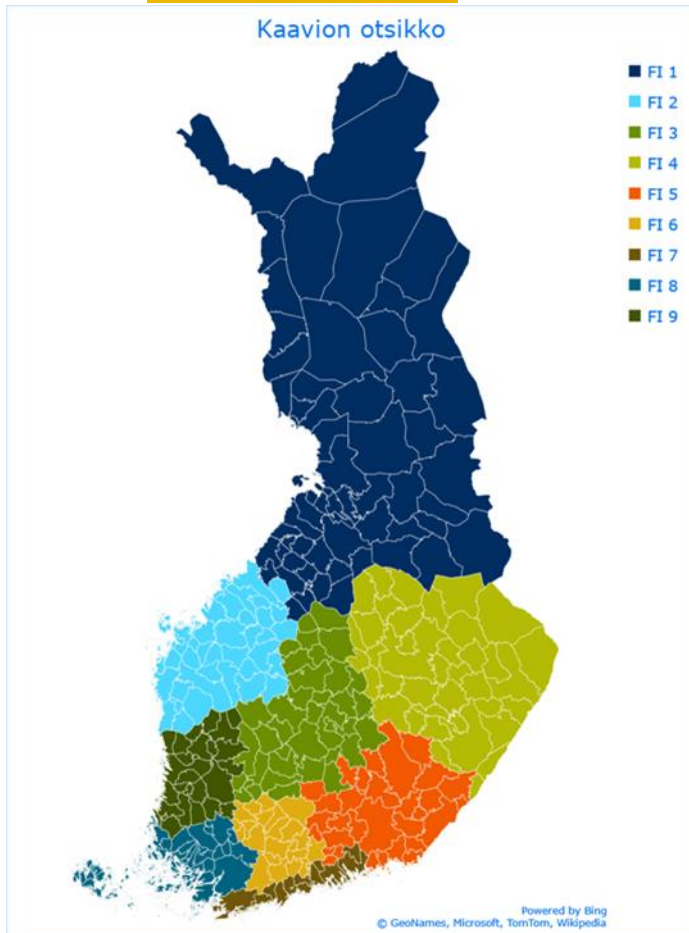 Kaavion otsikko
FI 1
FI 2
FI 3
FI 4
FI 5
FI 6
FI 7
FI 8
FI 9
Powered by Bing
© GeoNames, Microsoft, TomTom, Wikipedia